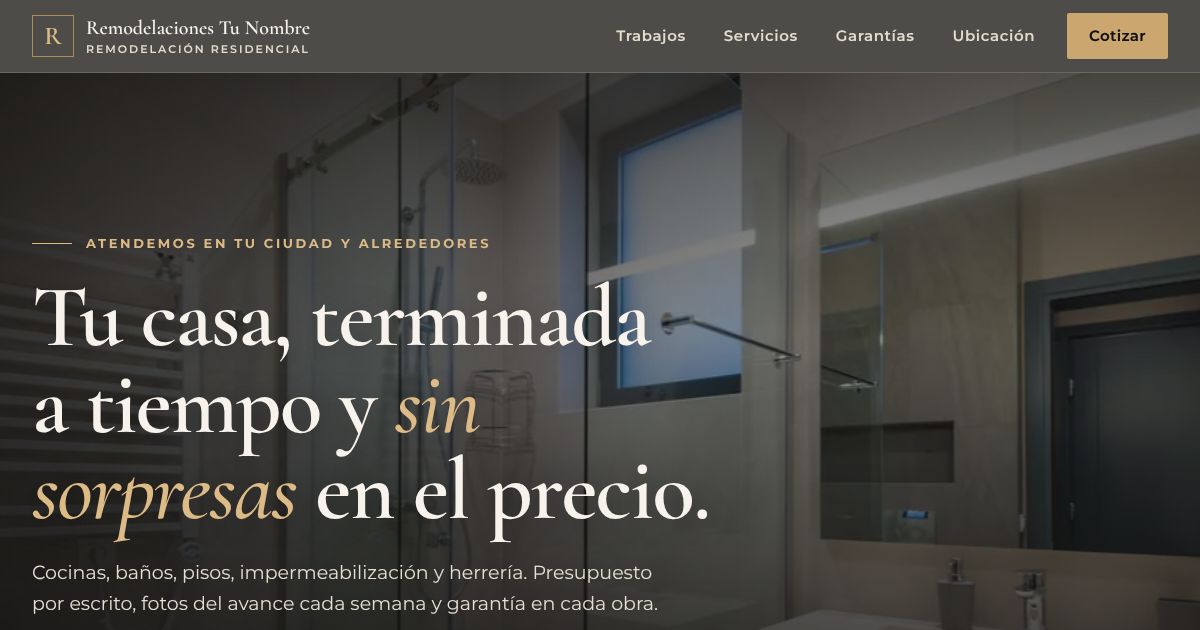 R
Remodelaciones Tu Nombre
REMODELACIÓN RESIDENCIAL
Trabajos
Servicios
Garantías
Ubicación
Cotizar
ATENDEMOS EN TU CIUDAD Y ALREDEDORES
Tu casa, terminada
a tiempo y sin
sorpresas en el precio.
Cocinas, baños, pisos, impermeabilización y herrería. Presupuesto
por escrito, fotos del avance cada semana y garantía en cada obra.